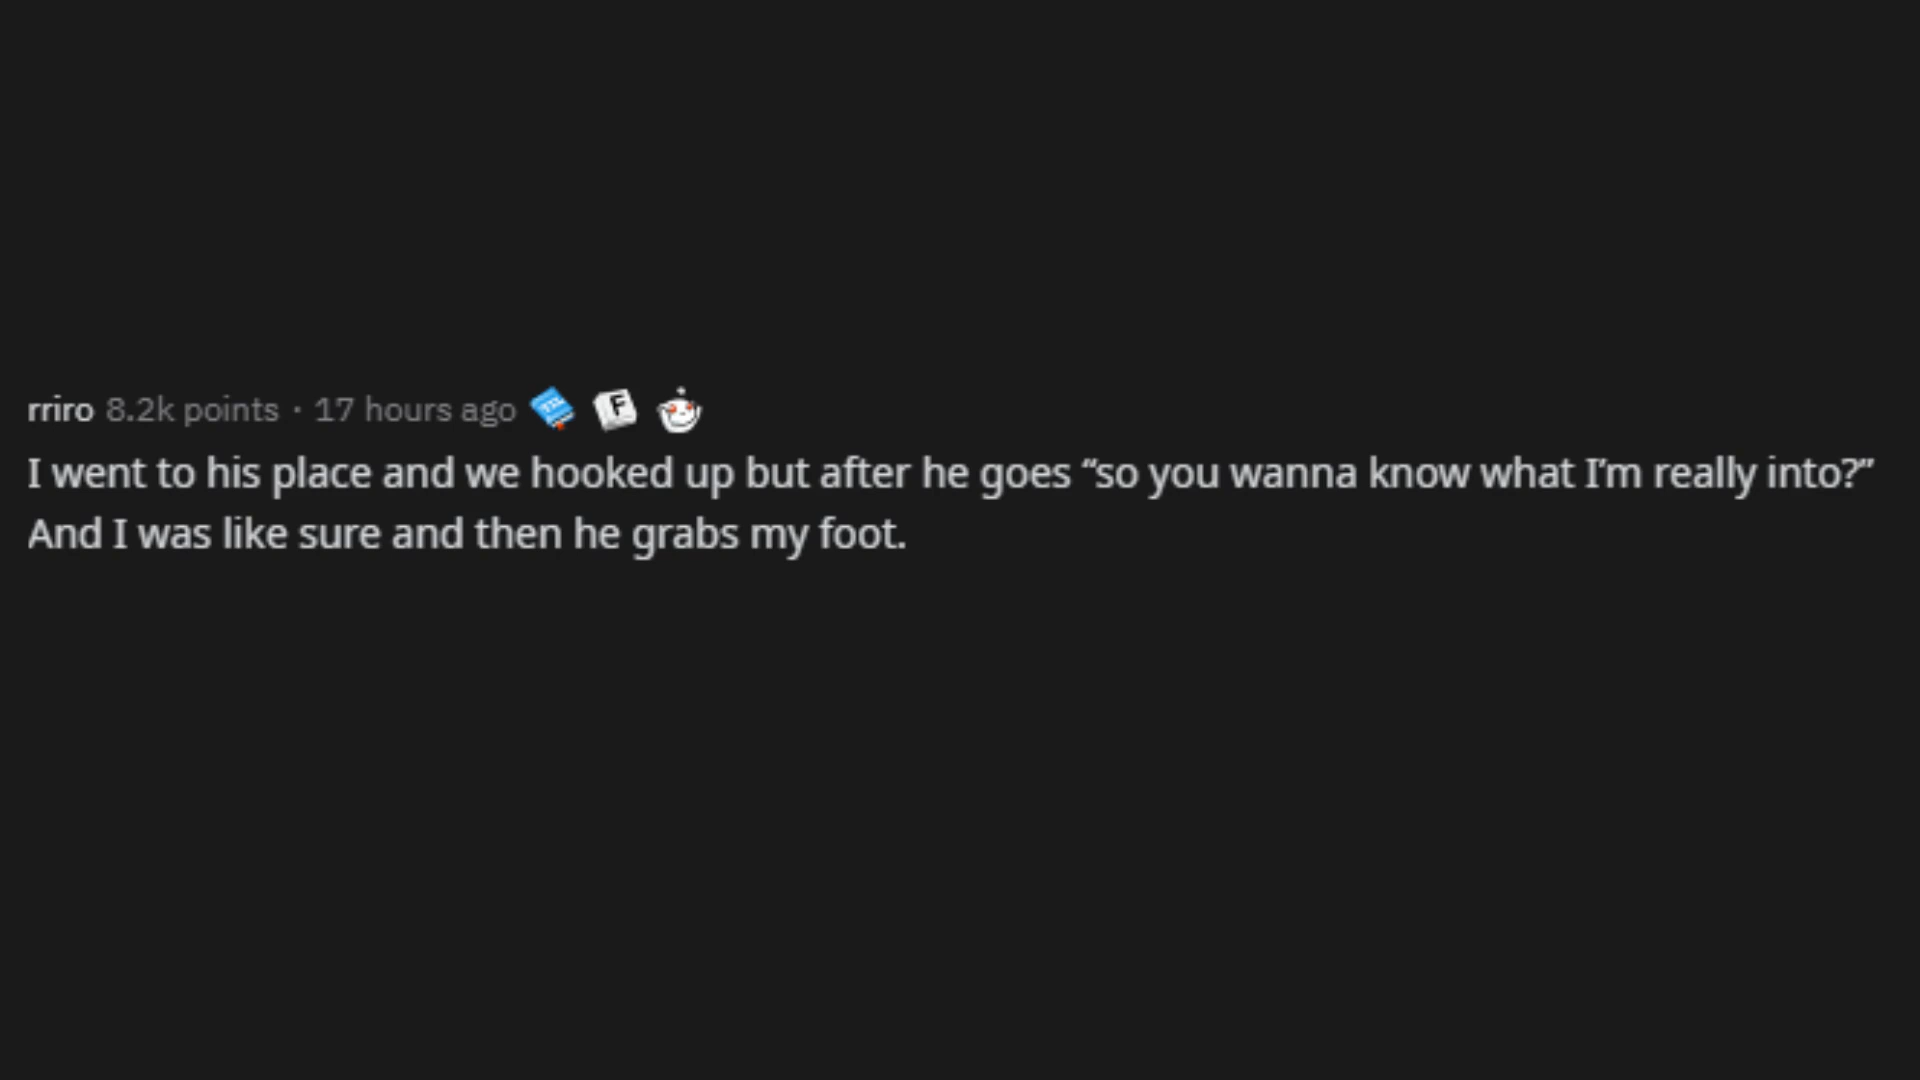 rriro 8.2k points · 17 hours ago TIL F
I went to his place and we hooked up but after he goes “so you wanna know what I’m really into?”
And I was like sure and then he grabs my foot.